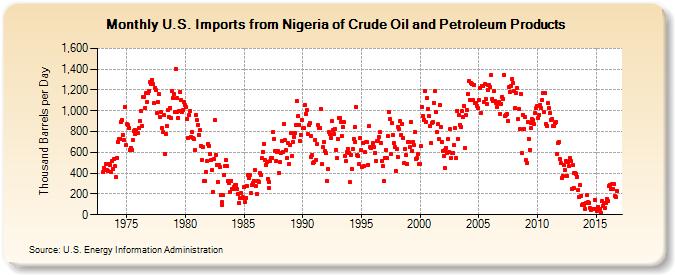 Monthly U.S. Imports from Nigeria of Crude Oil and Petroleum Products
Thousand Barrels per Day
1,600
1,400
1,200
1,000
800
600
400
200
0
1975 1980 1985 1990 1995 2000 2005 2010 2015
Source: U.S. Energy Information Administration